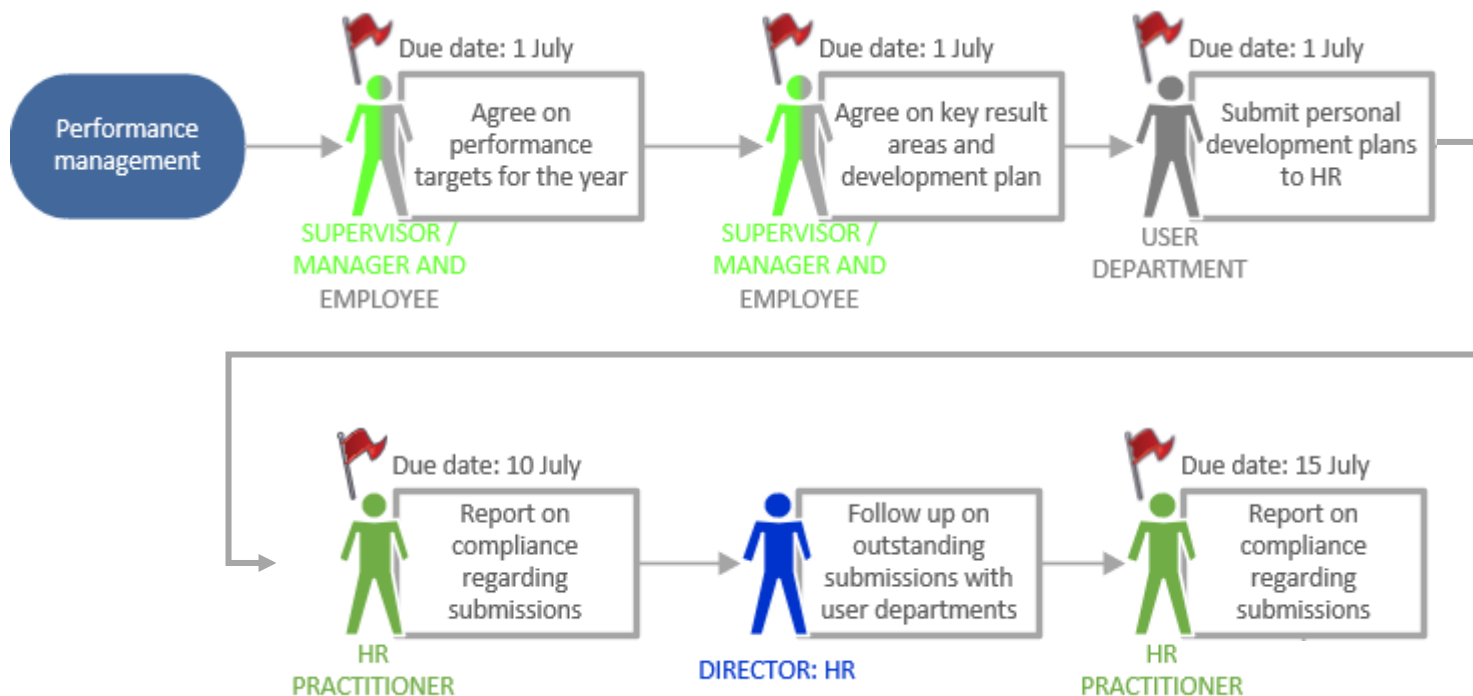 Performance
management
Due date: 1 July
Agree on
performance
targets for the year
SUPERVISOR /
MANAGER AND
EMPLOYEE
Due date: 1 July
Agree on key result
areas and
development plan
SUPERVISOR /
MANAGER AND
EMPLOYEE
Due date: 1 July
Submit personal
development plans
to HR
USER
DEPARTMENT
Due date: 10 July
Report on
compliance
regarding
submissions
HR
PRACTITIONER
Follow up on
outstanding
submissions with
user departments
DIRECTOR: HR
Due date: 15 July
Report on
compliance
regarding
submissions
HR
PRACTITIONER